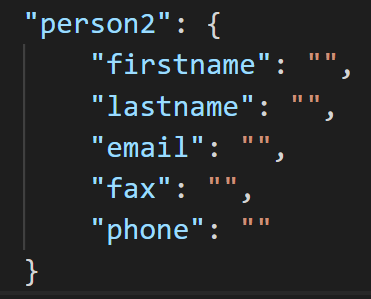 "person2": {
"firstname": "",
"lastname": "",
"email": "",
"fax": "",
"phone": ""
}